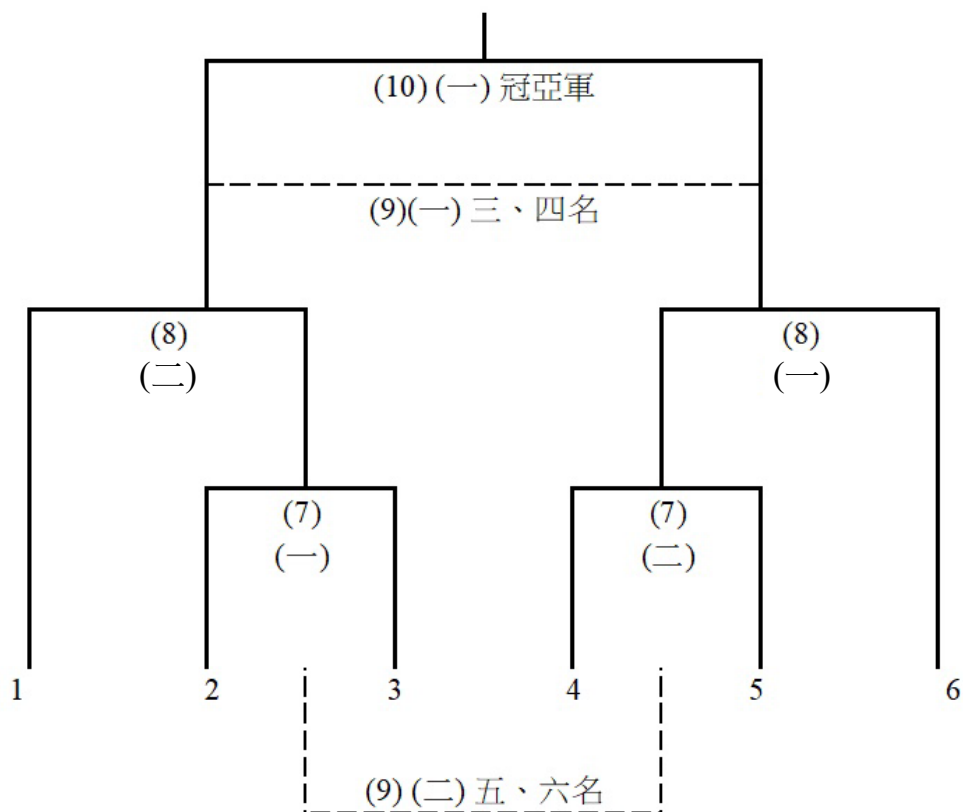 (10) (一) 冠亞軍
(9)(一) 三、四名
(8)
(二)
(8)
(一)
(7)
(一)
(7)
(二)
1 2 3 4 5 6
(9) (二) 五、六名